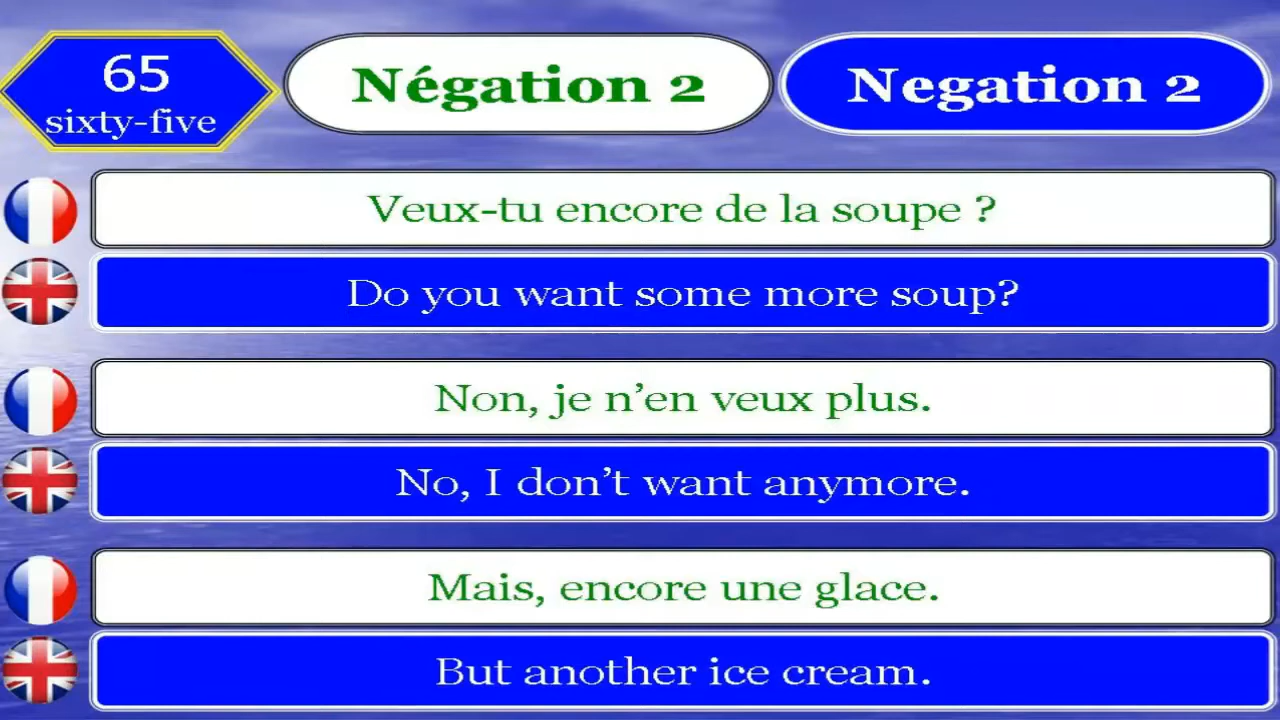 65
sixty-five
Négation 2
Negation 2
Veux-tu encore de la soupe ?
Do you want some more soup?
Non, je n’en veux plus.
No, I don’t want anymore.
Mais, encore une glace.
But another ice cream.